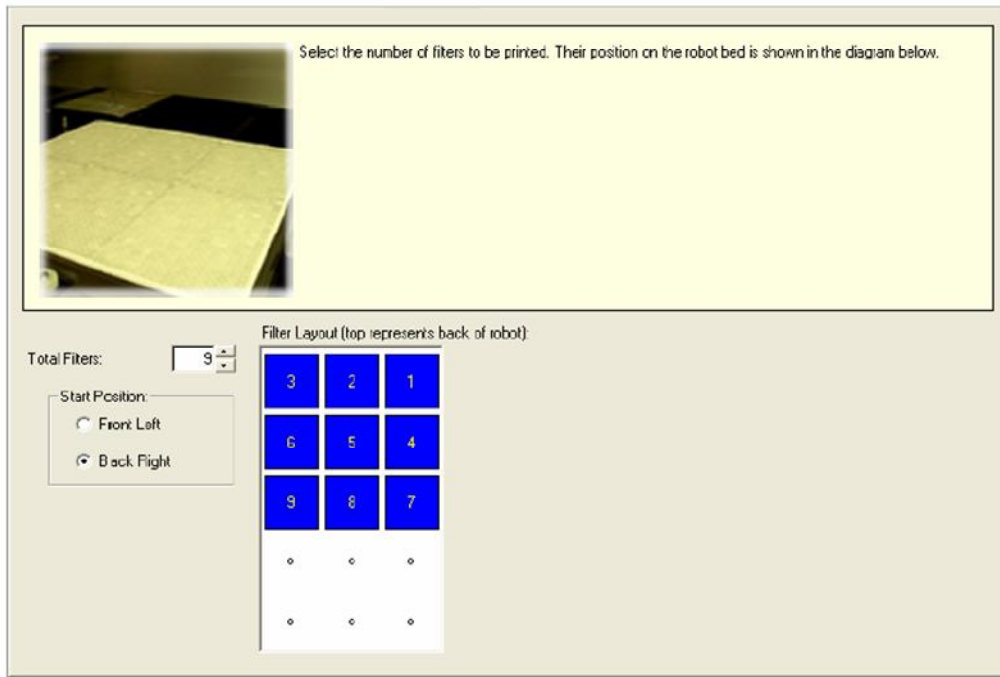 Select the number of filters to be printed. Their position on the robot bed is shown in the diagram below.
Filter Layout (top represents back of robot):
Total Filters: 9
Start Position:
Front Left
Back Right
3 2 1
6 5 4
9 8 7